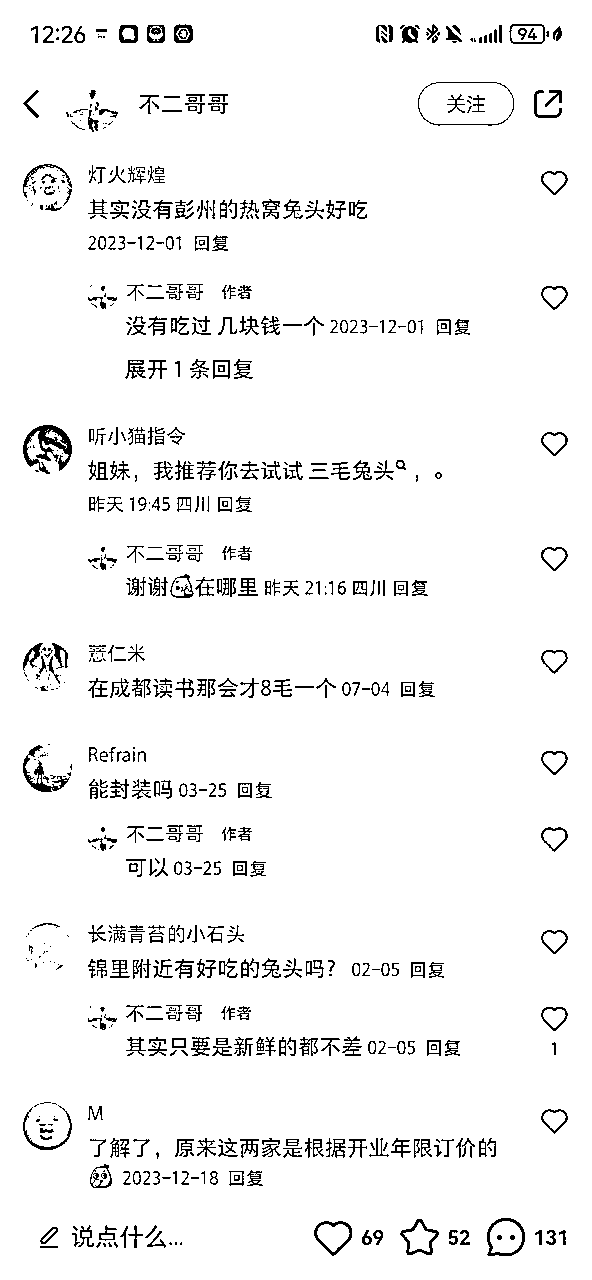 12:26
94
不二哥哥
关注
灯火辉煌
其实没有彭州的热窝兔头好吃
2023-12-01 回复
不二哥哥 作者
没有吃过 几块钱一个 2023-12-01 回复
展开 1 条回复
听小猫指令
姐妹，我推荐你去试试 三毛兔头 ，。
昨天 19:45 四川 回复
不二哥哥 作者
谢谢在哪里 昨天 21:16 四川 回复
薏仁米
在成都读书那会才8毛一个 07-04 回复
Refrain
能封装吗 03-25 回复
不二哥哥 作者
可以 03-25 回复
长满青苔的小石头
锦里附近有好吃的兔头吗？ 02-05 回复
不二哥哥 作者
其实只要是新鲜的都不差 02-05 回复
1
M
了解了，原来这两家是根据开业年限订价的
2023-12-18 回复
说点什么...
69
52
131